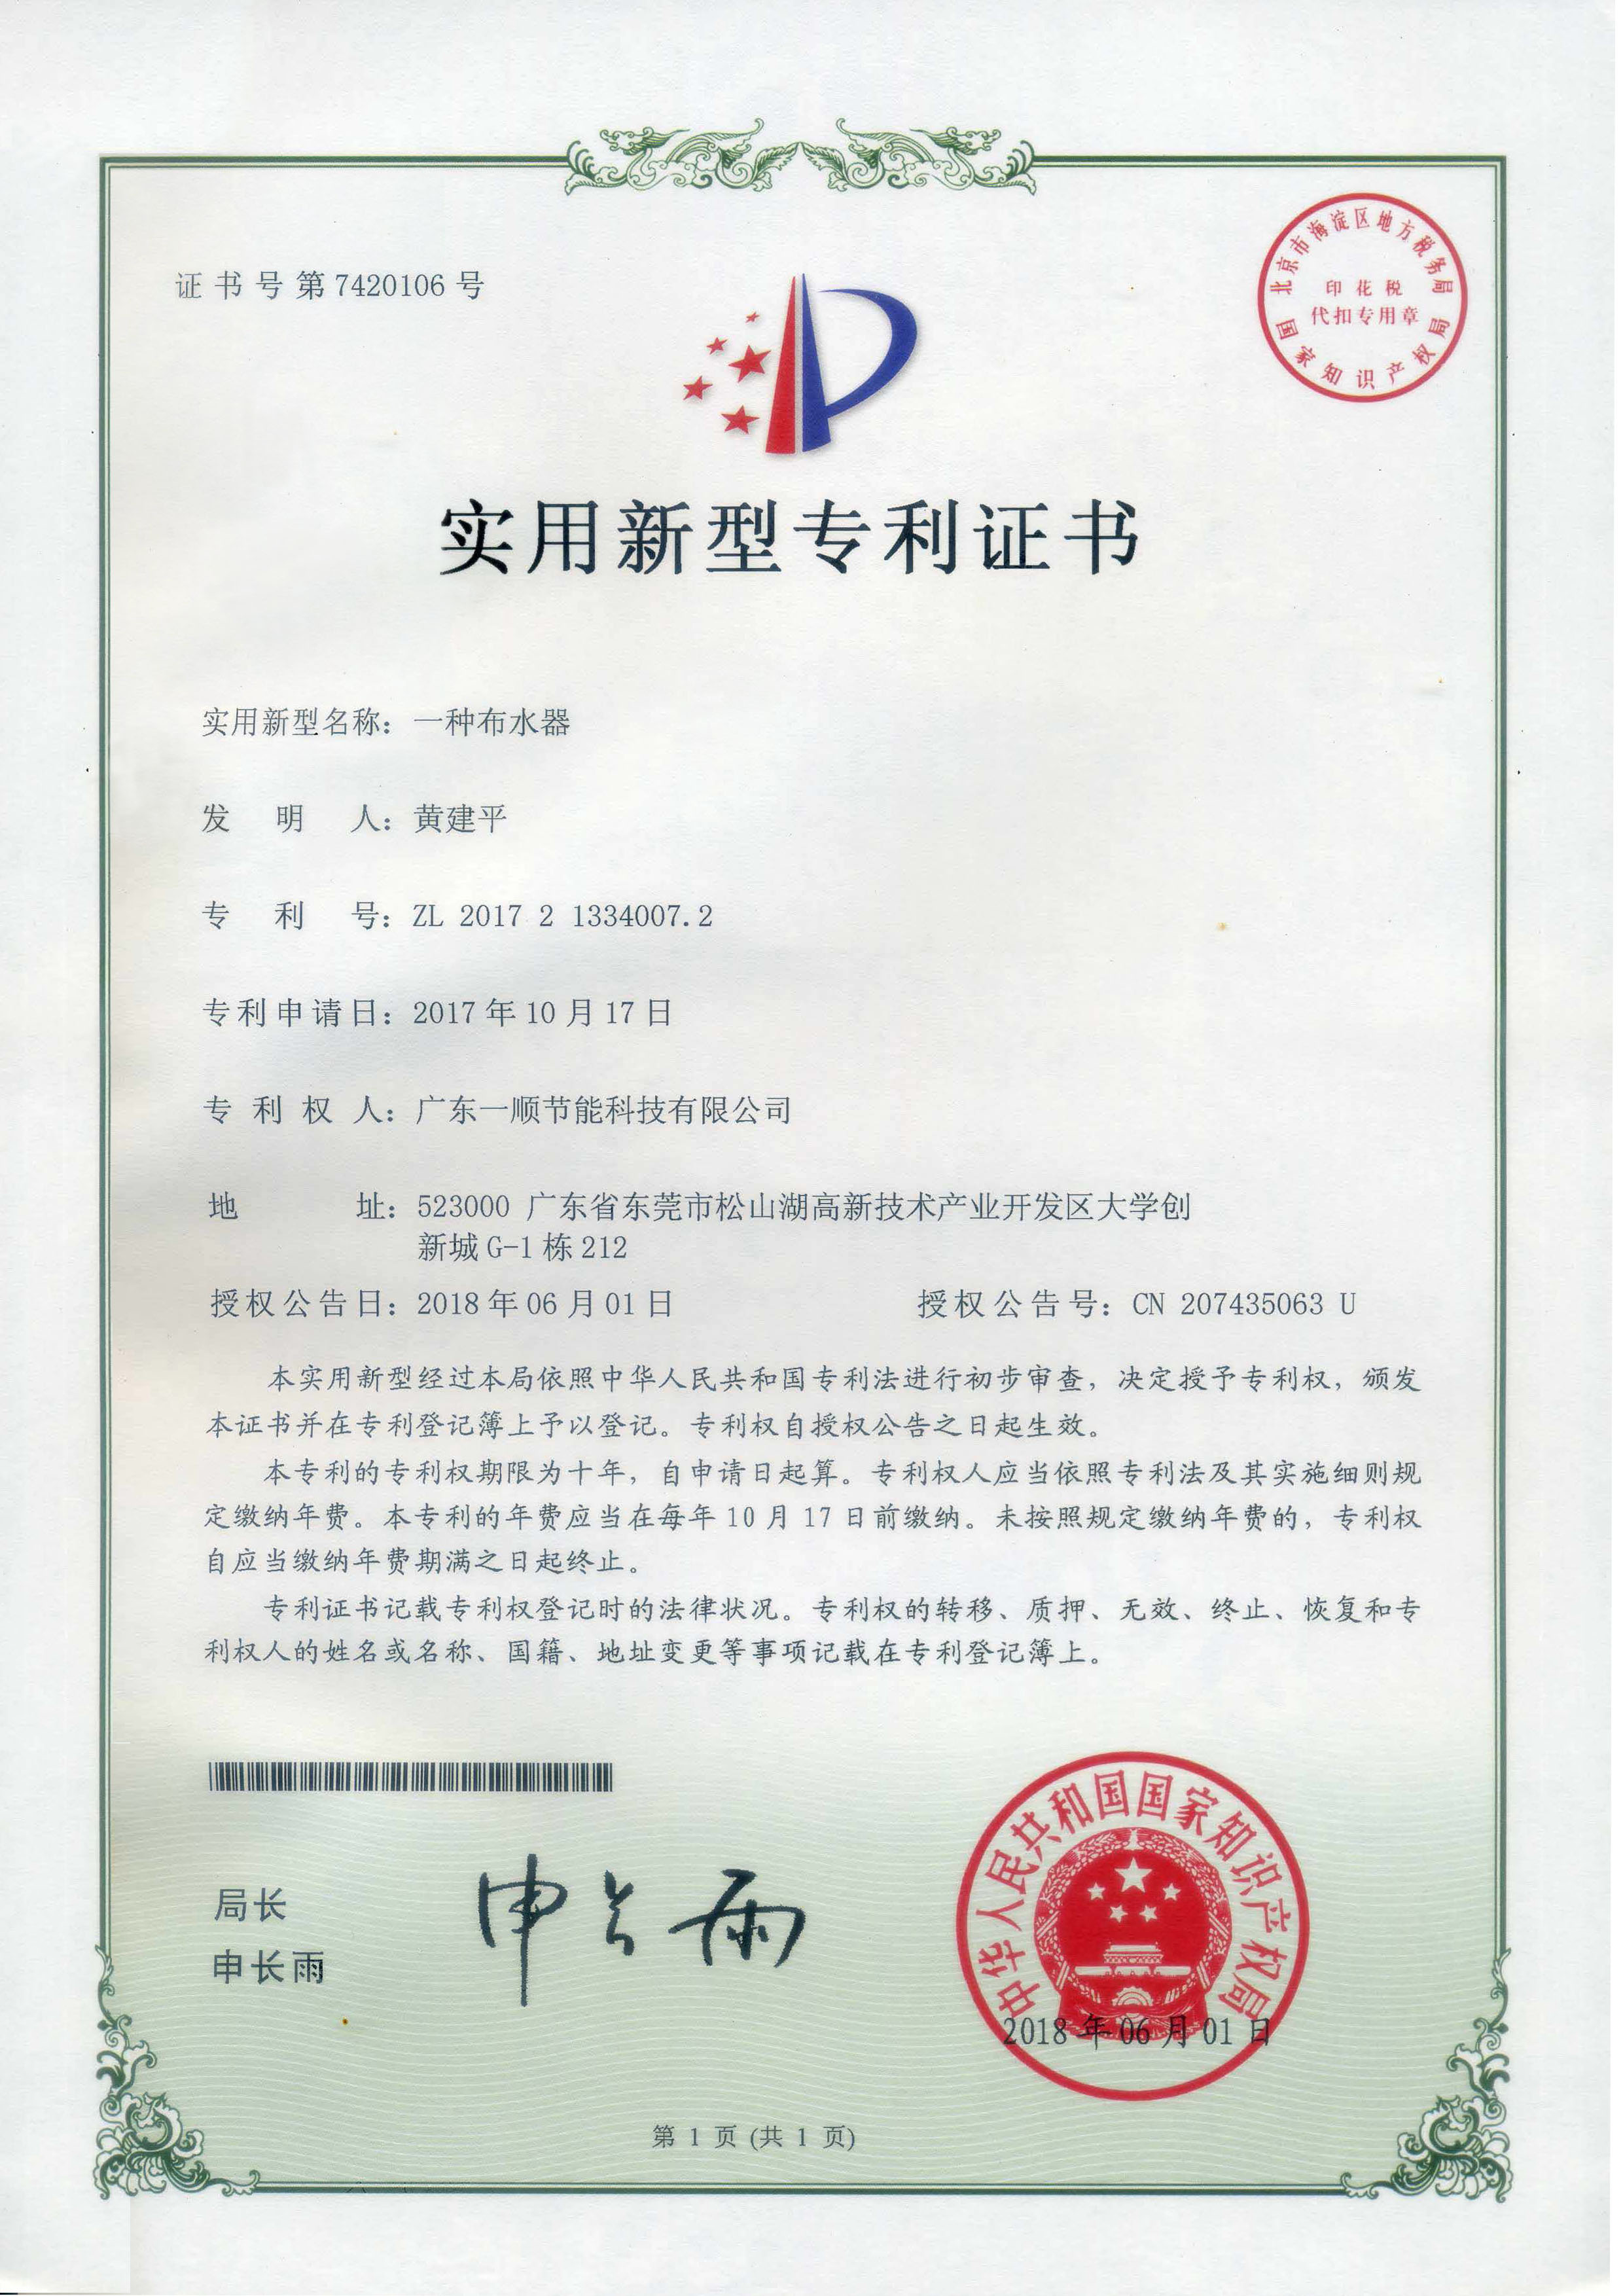 证书号第7420106号
北京市海淀区地方税务局
印花税
代扣专用章
国家知识产权局
实用新型专利证书
实用新型名称：一种布水器
发明人：黄建平
专利号：ZL 2017 2 1334007.2
专利申请日：2017年10月17日
专利权人：广东一顺节能科技有限公司
地址：523000 广东省东莞市松山湖高新技术产业开发区大学创
新城G-1栋212
授权公告日：2018年06月01日 授权公告号：CN 207435063 U
本实用新型经过本局依照中华人民共和国专利法进行初步审查，决定授予专利权，颁发
本证书并在专利登记簿上予以登记。专利权自授权公告之日起生效。
本专利的专利权期限为十年，自申请日起算。专利权人应当依照专利法及其实施细则规
定缴纳年费。本专利的年费应当在每年10月17日前缴纳。未按照规定缴纳年费的，专利权
自应当缴纳年费期满之日起终止。
专利证书记载专利权登记时的法律状况。专利权的转移、质押、无效、终止、恢复和专
利权人的姓名或名称、国籍、地址变更等事项记载在专利登记簿上。
局长
申长雨
申长雨
中华人民共和国国家知识产权局
2018年06月01日
第1页(共1页)